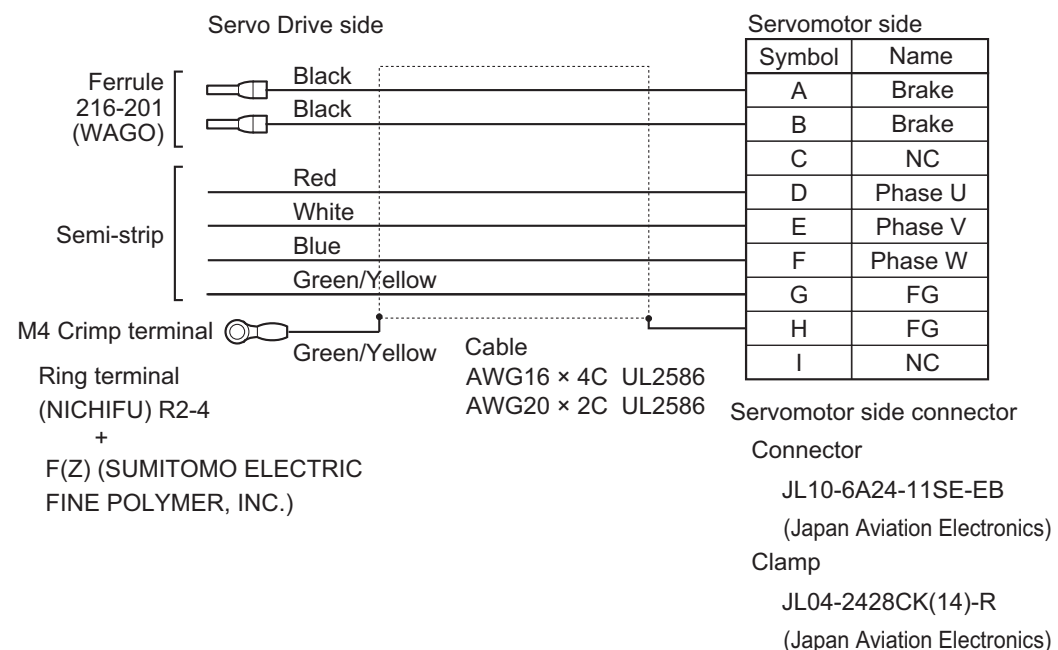 Servo Drive side
Servomotor side
Symbol Name
Ferrule
216-201
(WAGO)
Black
A Brake
Black
B Brake
C NC
Semi-strip
Red
D Phase U
White
E Phase V
Blue
F Phase W
Green/Yellow
G FG
M4 Crimp terminal
Green/Yellow
H FG
I NC
Ring terminal
(NICHIFU) R2-4
+
F(Z) (SUMITOMO ELECTRIC
FINE POLYMER, INC.)
Cable
AWG16 × 4C UL2586
AWG20 × 2C UL2586
Servomotor side connector
Connector
JL10-6A24-11SE-EB
(Japan Aviation Electronics)
Clamp
JL04-2428CK(14)-R
(Japan Aviation Electronics)